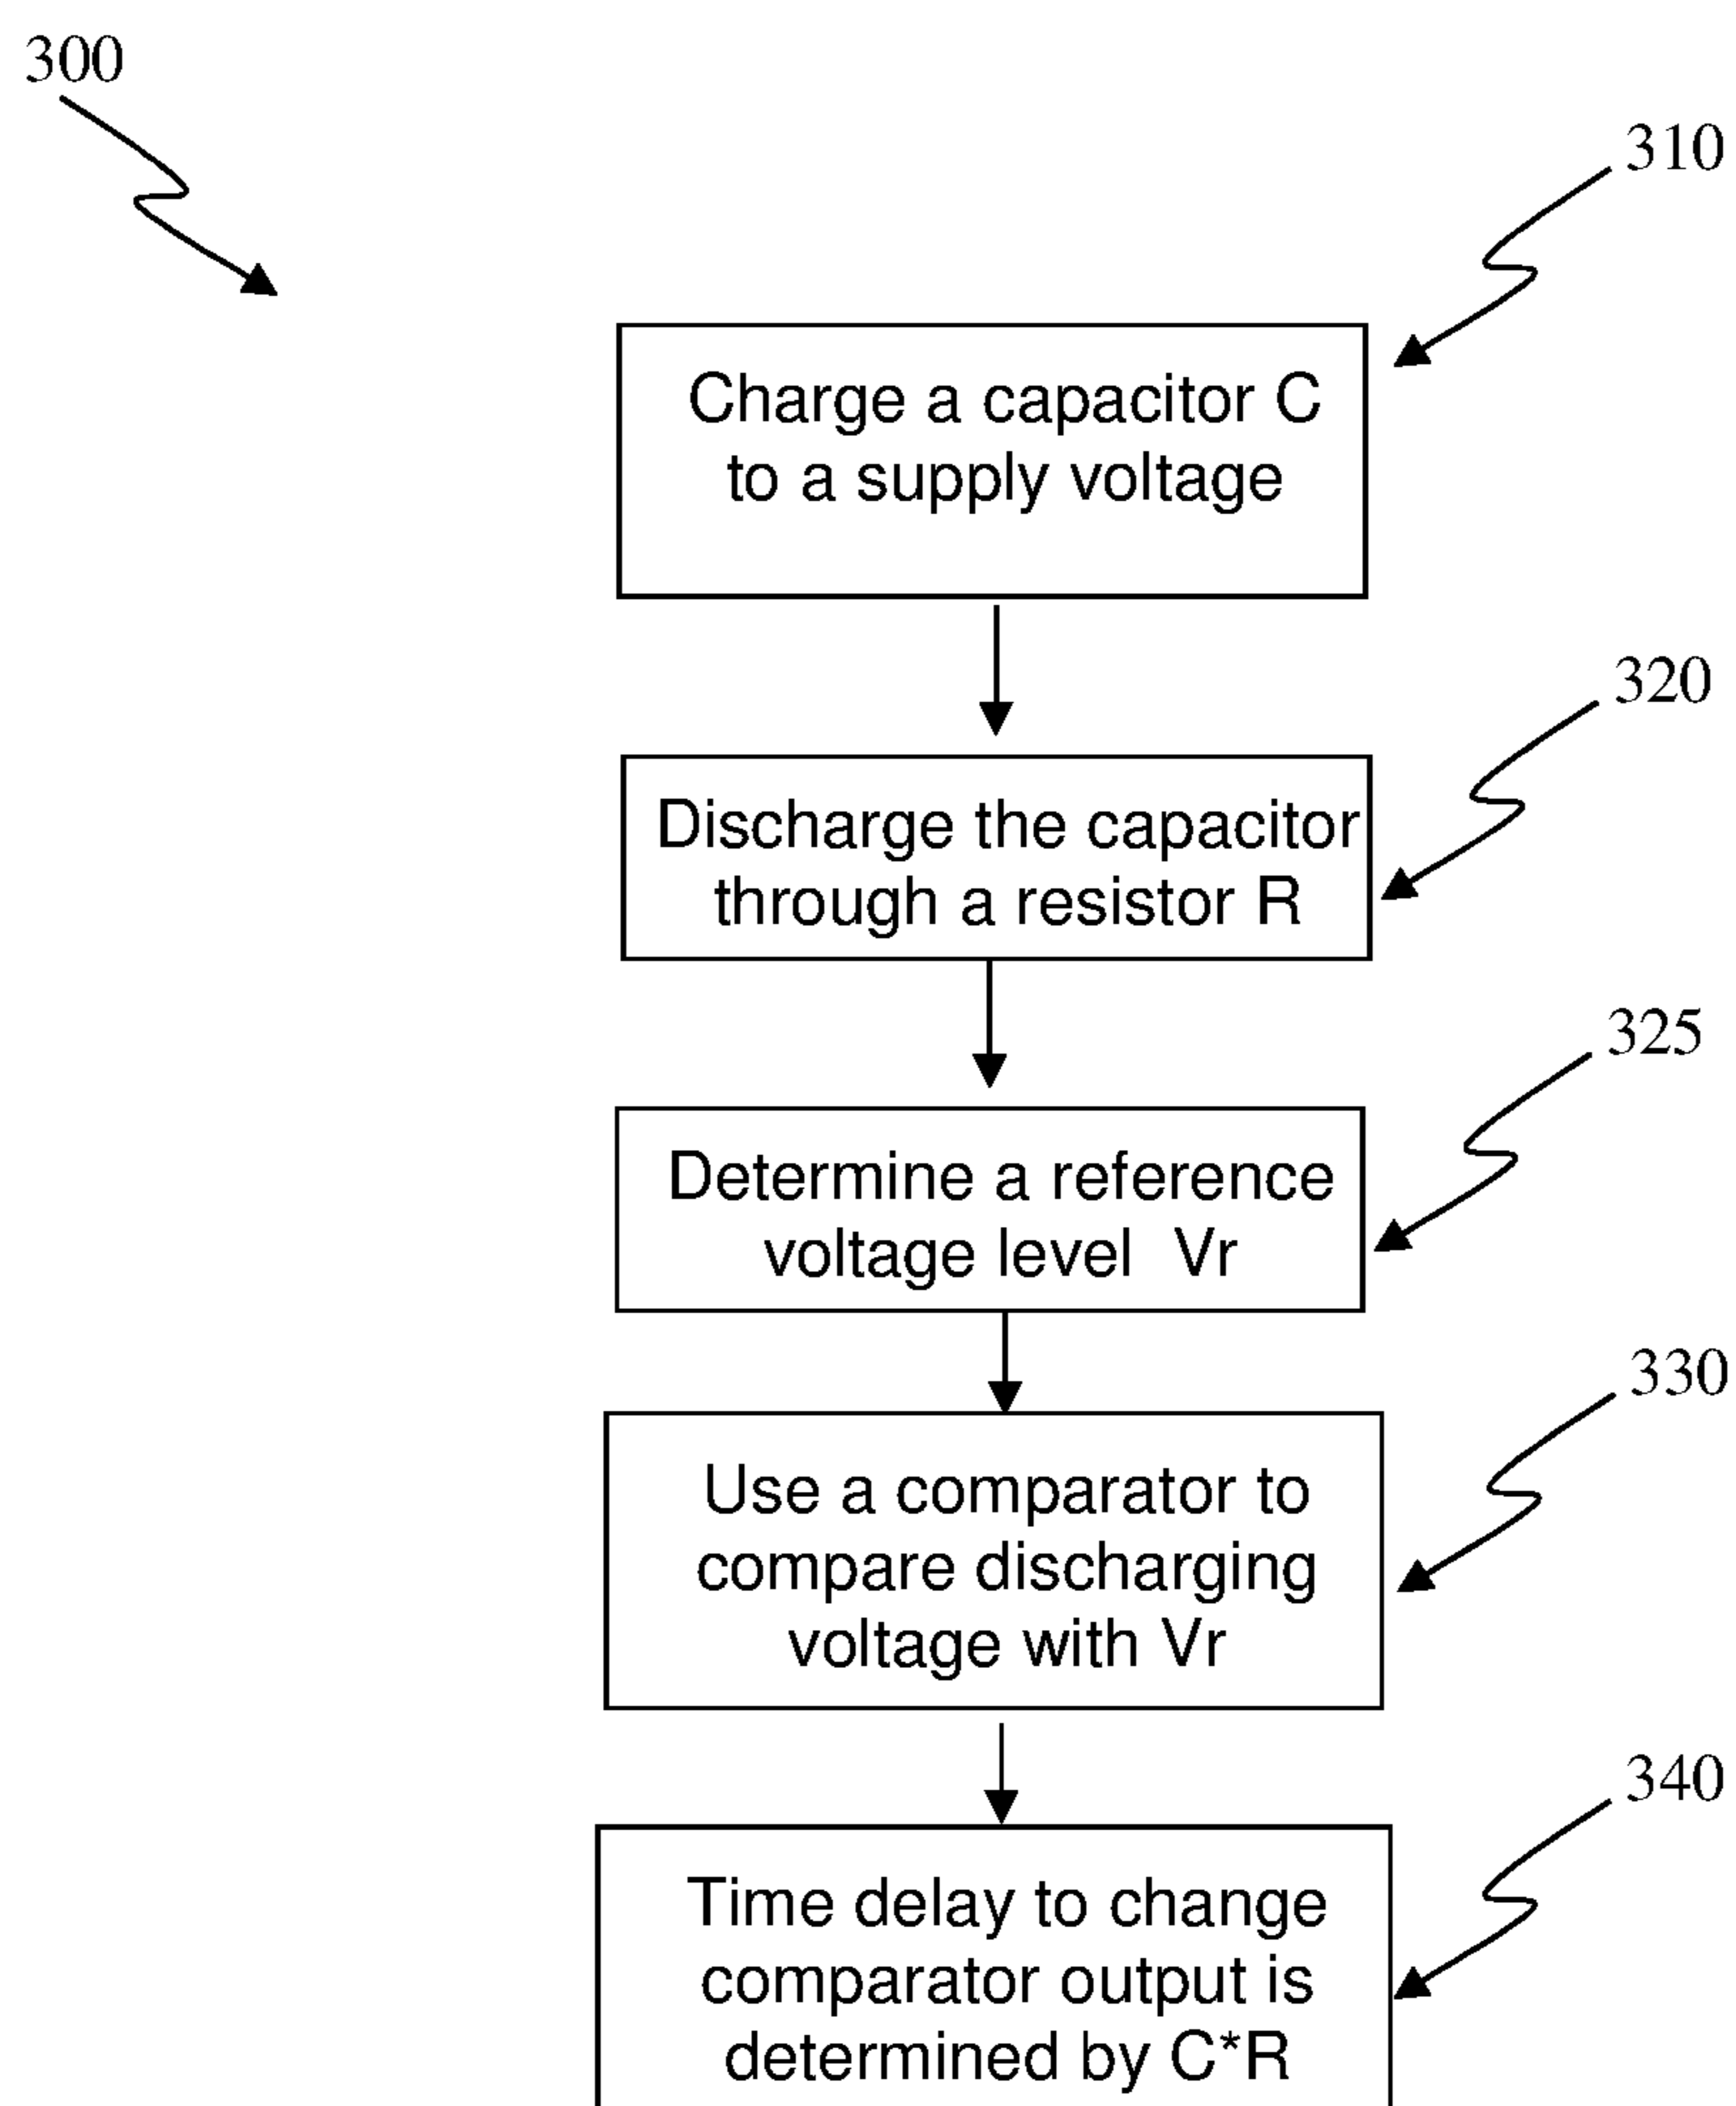 300
310
Charge a capacitor C
to a supply voltage
320
Discharge the capacitor
through a resistor R
325
Determine a reference
voltage level Vr
330
Use a comparator to
compare discharging
voltage with Vr
340
Time delay to change
comparator output is
determined by C*R